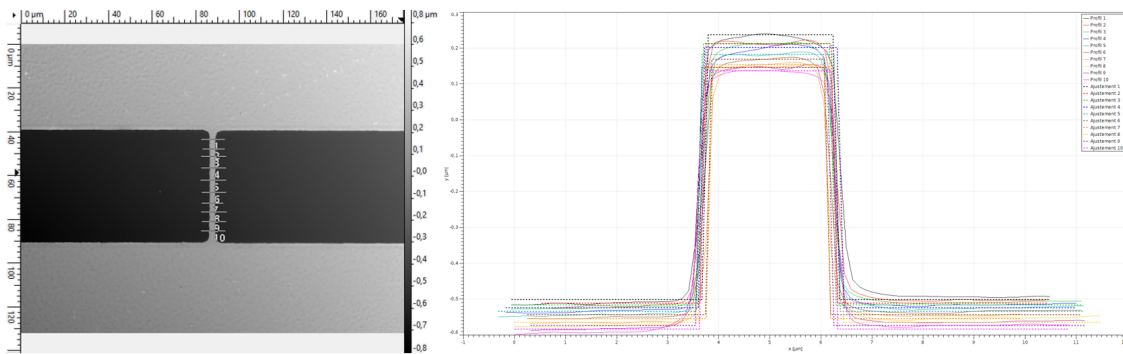 0 µm 20 40 60 80 100 120 140 160
0,8 µm
0,6
0,5
0,4
0,3
0,2
0,1
-0,0
-0,1
-0,2
-0,3
-0,4
-0,5
-0,6
-0,7
-0,8
0 µm
20
40
60
80
100
120
1
2
3
4
5
6
7
8
9
10
0.3
0.2
0.1
0.0
-0.1
-0.2
-0.3
-0.4
-0.5
-0.6
y [µm]
-1 0 1 2 3 4 5 6 7 8 9 10 11
x [µm]
Profil 1
Profil 2
Profil 3
Profil 4
Profil 5
Profil 6
Profil 7
Profil 8
Profil 9
Profil 10
Ajustement 1
Ajustement 2
Ajustement 3
Ajustement 4
Ajustement 5
Ajustement 6
Ajustement 7
Ajustement 8
Ajustement 9
Ajustement 10